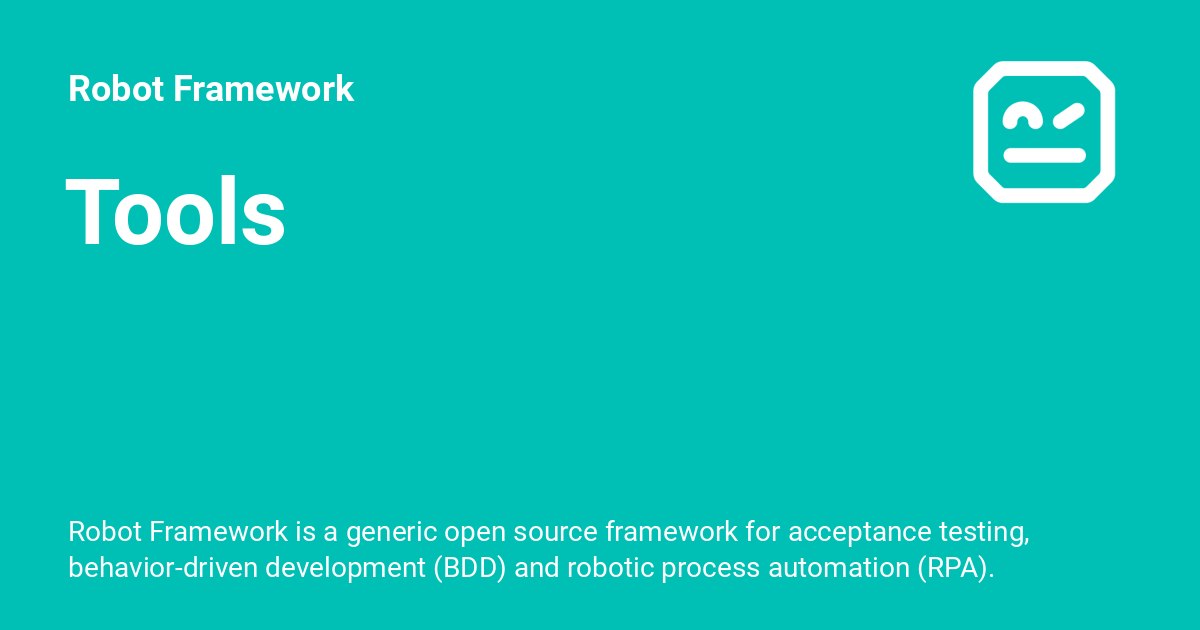 Robot Framework
Tools
Robot Framework is a generic open source framework for acceptance testing,
behavior-driven development (BDD) and robotic process automation (RPA).